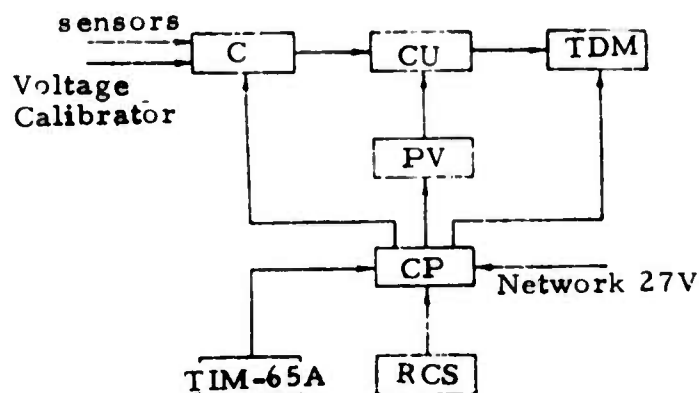 sensors
Voltage
Calibrator
C
CU
TDM
PV
CP
Network 27V
TIM-65A
RCS